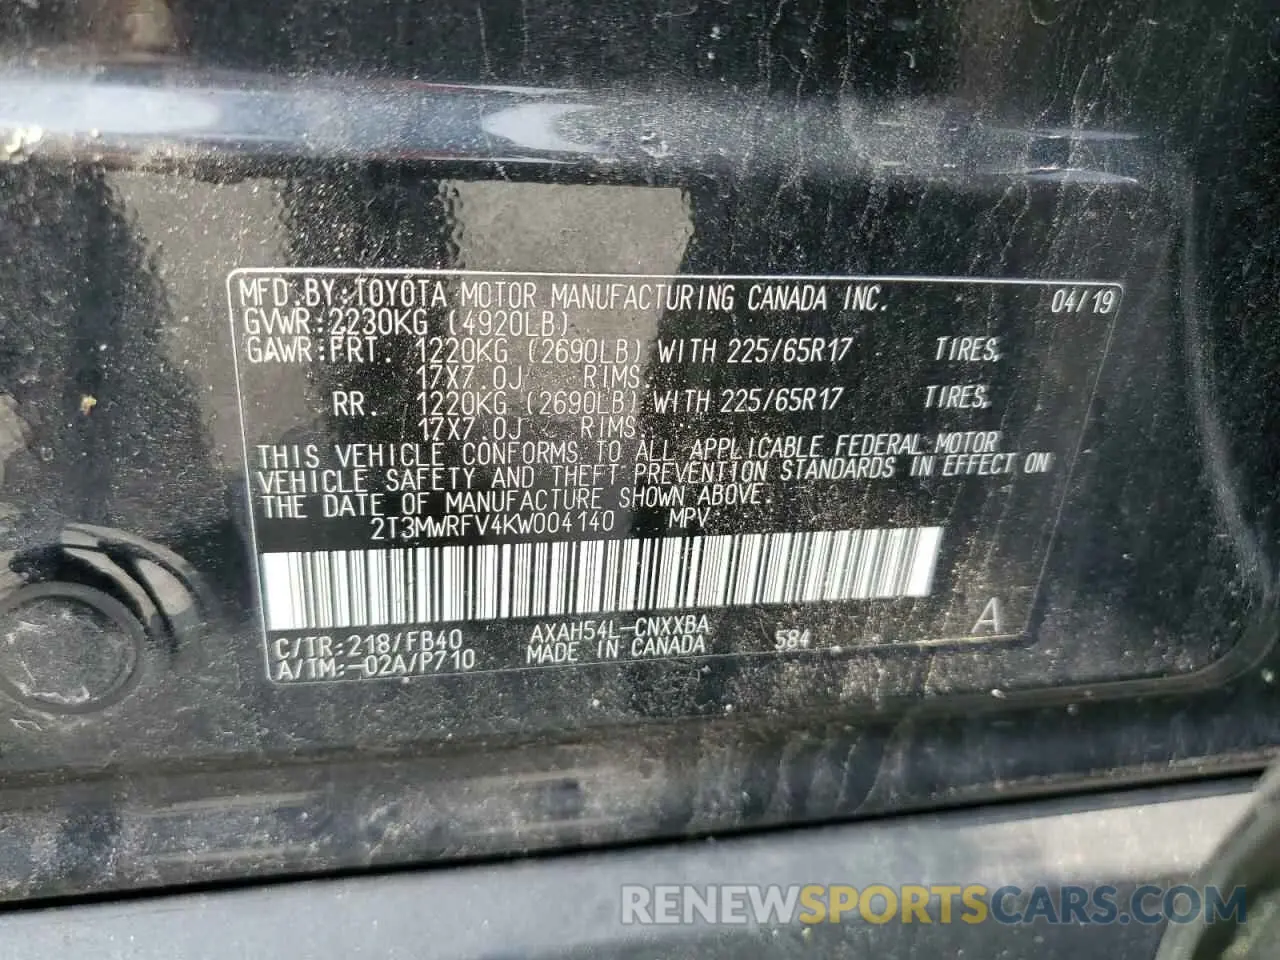 MFD.BY:TOYOTA MOTOR MANUFACTURING CANADA INC. 04/19
GVWR:2230KG (4920LB)
GAWR:FRT. 1220KG (2690LB) WITH 225/65R17 TIRES,
17X7.0J RIMS.
RR. 1220KG (2690LB) WITH 225/65R17 TIRES,
17X7.0J RIMS.
THIS VEHICLE CONFORMS TO ALL APPLICABLE FEDERAL MOTOR
VEHICLE SAFETY AND THEFT PREVENTION STANDARDS IN EFFECT ON
THE DATE OF MANUFACTURE SHOWN ABOVE.
2T3MWRFV4KW004140 MPV
C/TR:218/FB40 AXAH54L-CNXXBA 584 A
A/TM:-02A/P710 MADE IN CANADA
RENEWSPORTSCARS.COM